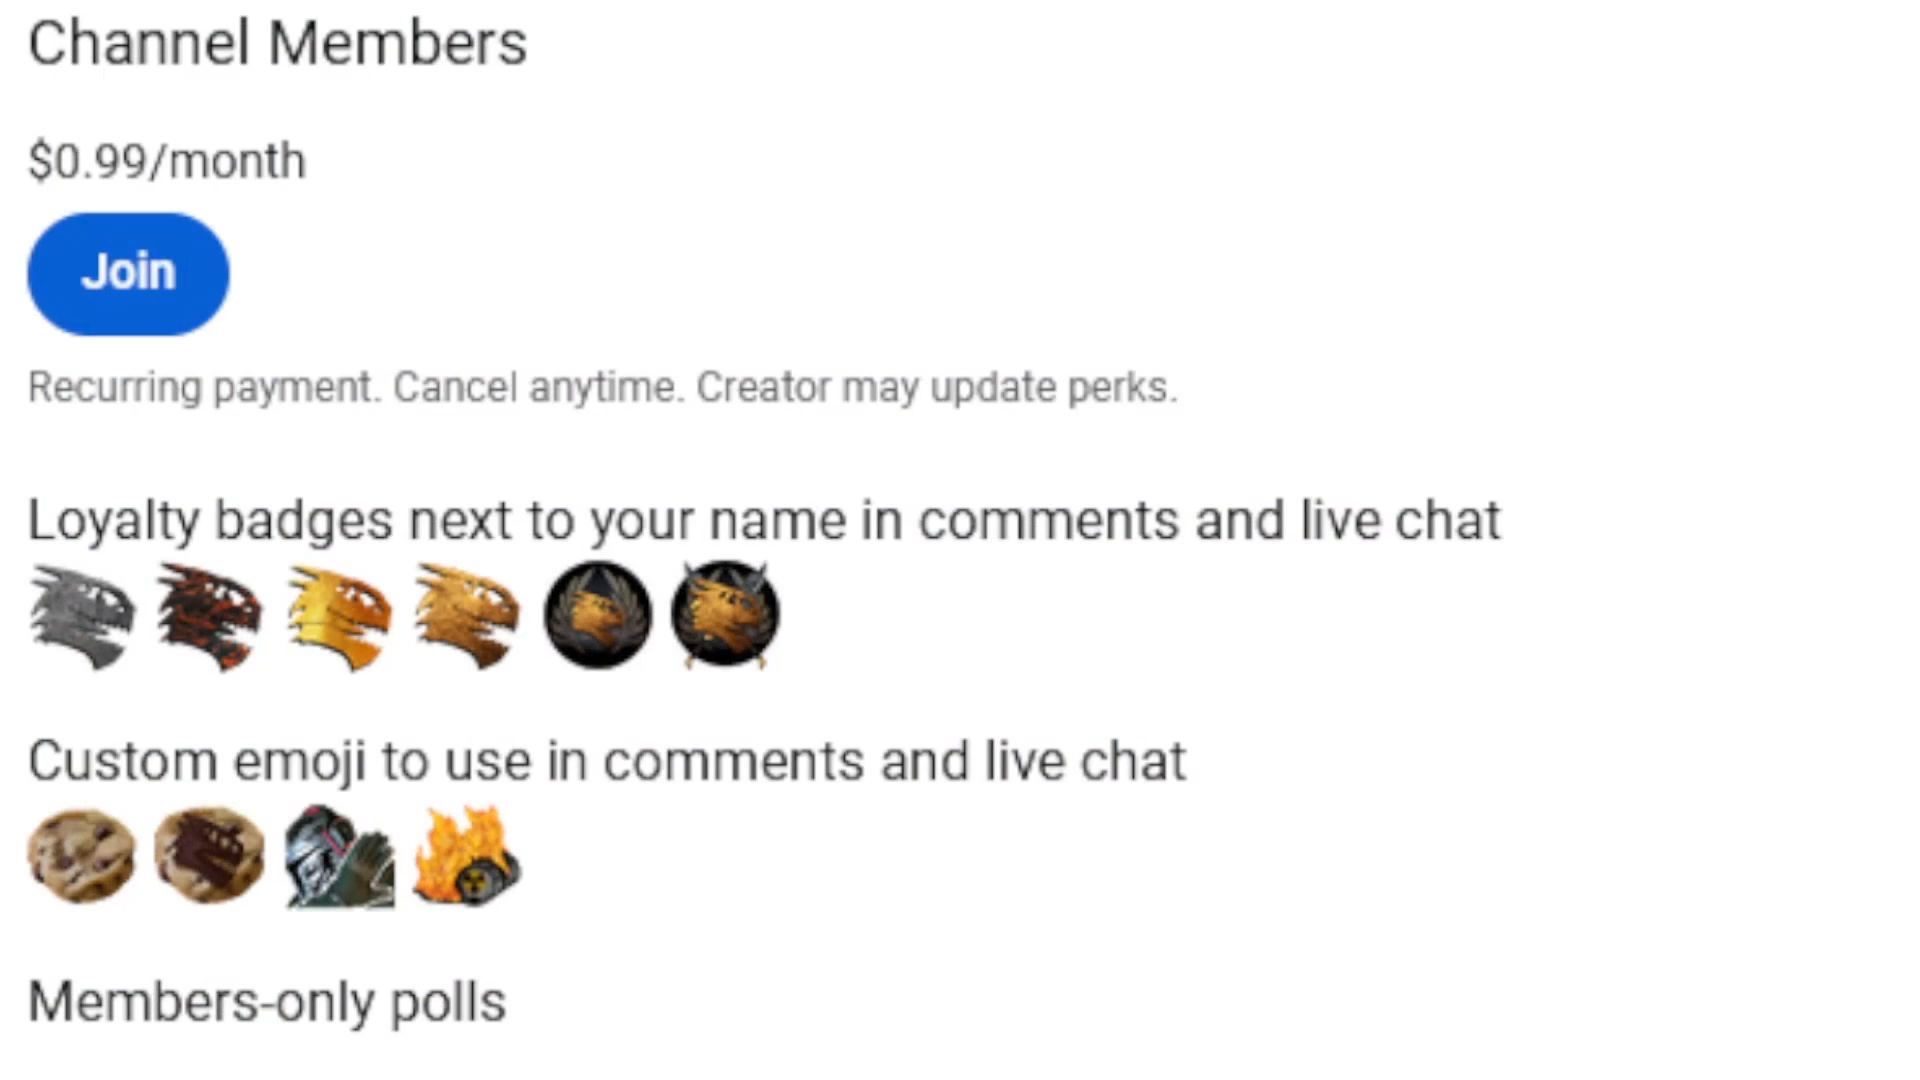 Channel Members
$0.99/month
Join
Recurring payment. Cancel anytime. Creator may update perks.
Loyalty badges next to your name in comments and live chat
Custom emoji to use in comments and live chat
Members-only polls